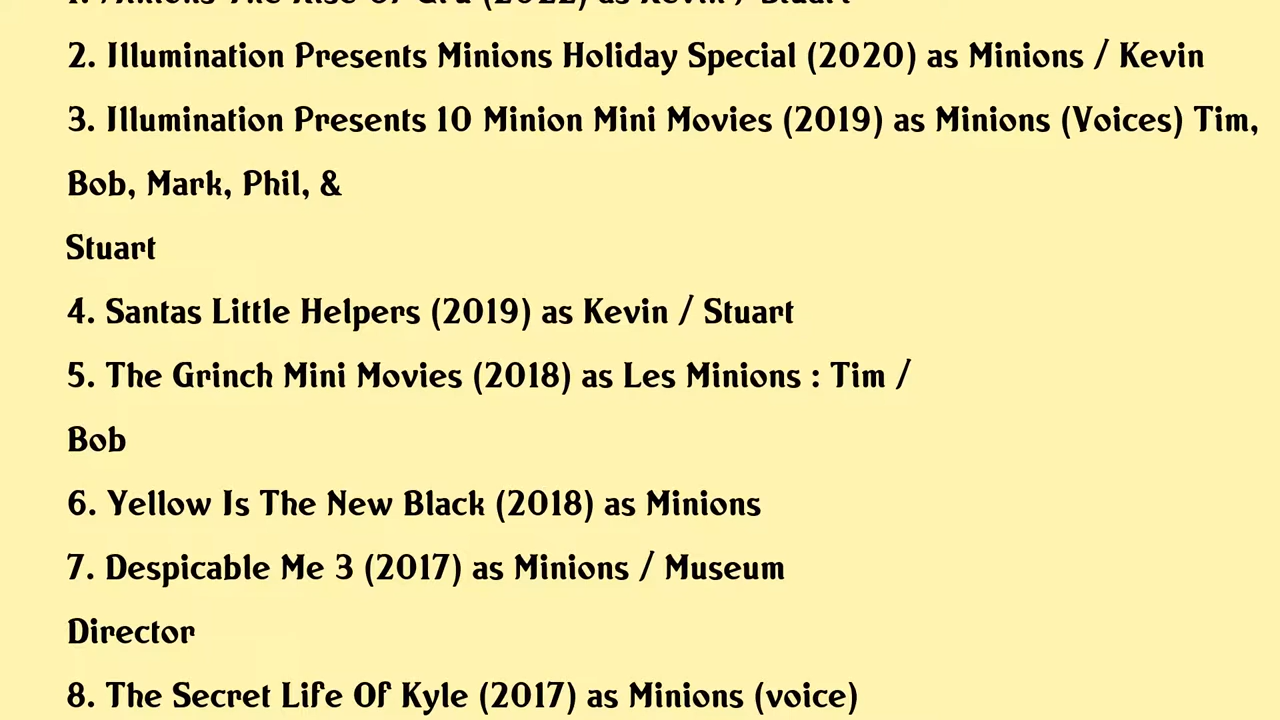 2. Illumination Presents Minions Holiday Special (2020) as Minions / Kevin
3. Illumination Presents 10 Minion Mini Movies (2019) as Minions (Voices) Tim,
Bob, Mark, Phil, &
Stuart
4. Santas Little Helpers (2019) as Kevin / Stuart
5. The Grinch Mini Movies (2018) as Les Minions : Tim /
Bob
6. Yellow Is The New Black (2018) as Minions
7. Despicable Me 3 (2017) as Minions / Museum
Director
8. The Secret Life Of Kyle (2017) as Minions (voice)